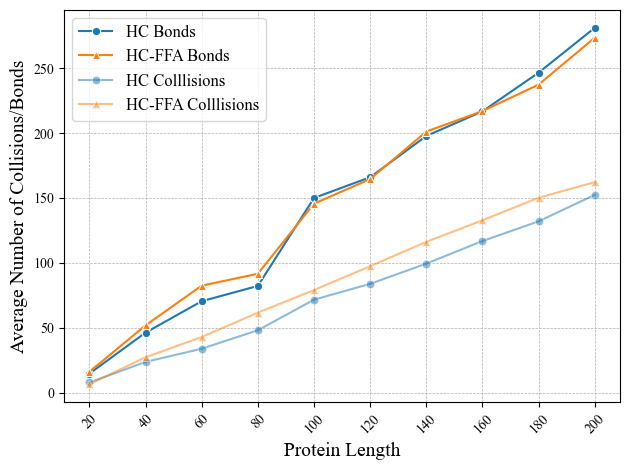 HC Bonds
HC-FFA Bonds
HC Colllisions
HC-FFA Colllisions
Average Number of Collisions/Bonds
250
200
150
100
50
0
20 40 60 80 100 120 140 160 180 200
Protein Length